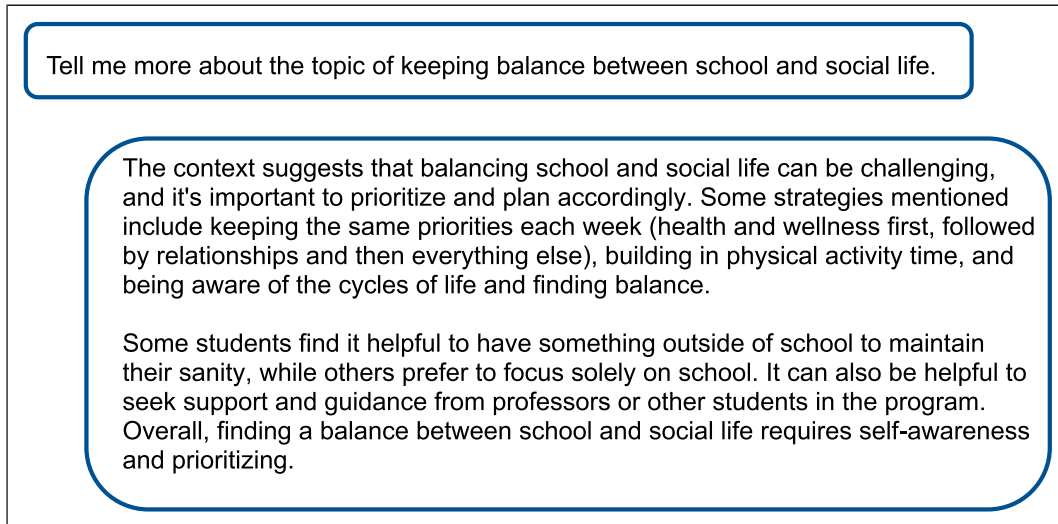 Tell me more about the topic of keeping balance between school and social life.
The context suggests that balancing school and social life can be challenging,
and it's important to prioritize and plan accordingly. Some strategies mentioned
include keeping the same priorities each week (health and wellness first, followed
by relationships and then everything else), building in physical activity time, and
being aware of the cycles of life and finding balance.
Some students find it helpful to have something outside of school to maintain
their sanity, while others prefer to focus solely on school. It can also be helpful to
seek support and guidance from professors or other students in the program.
Overall, finding a balance between school and social life requires self-awareness
and prioritizing.